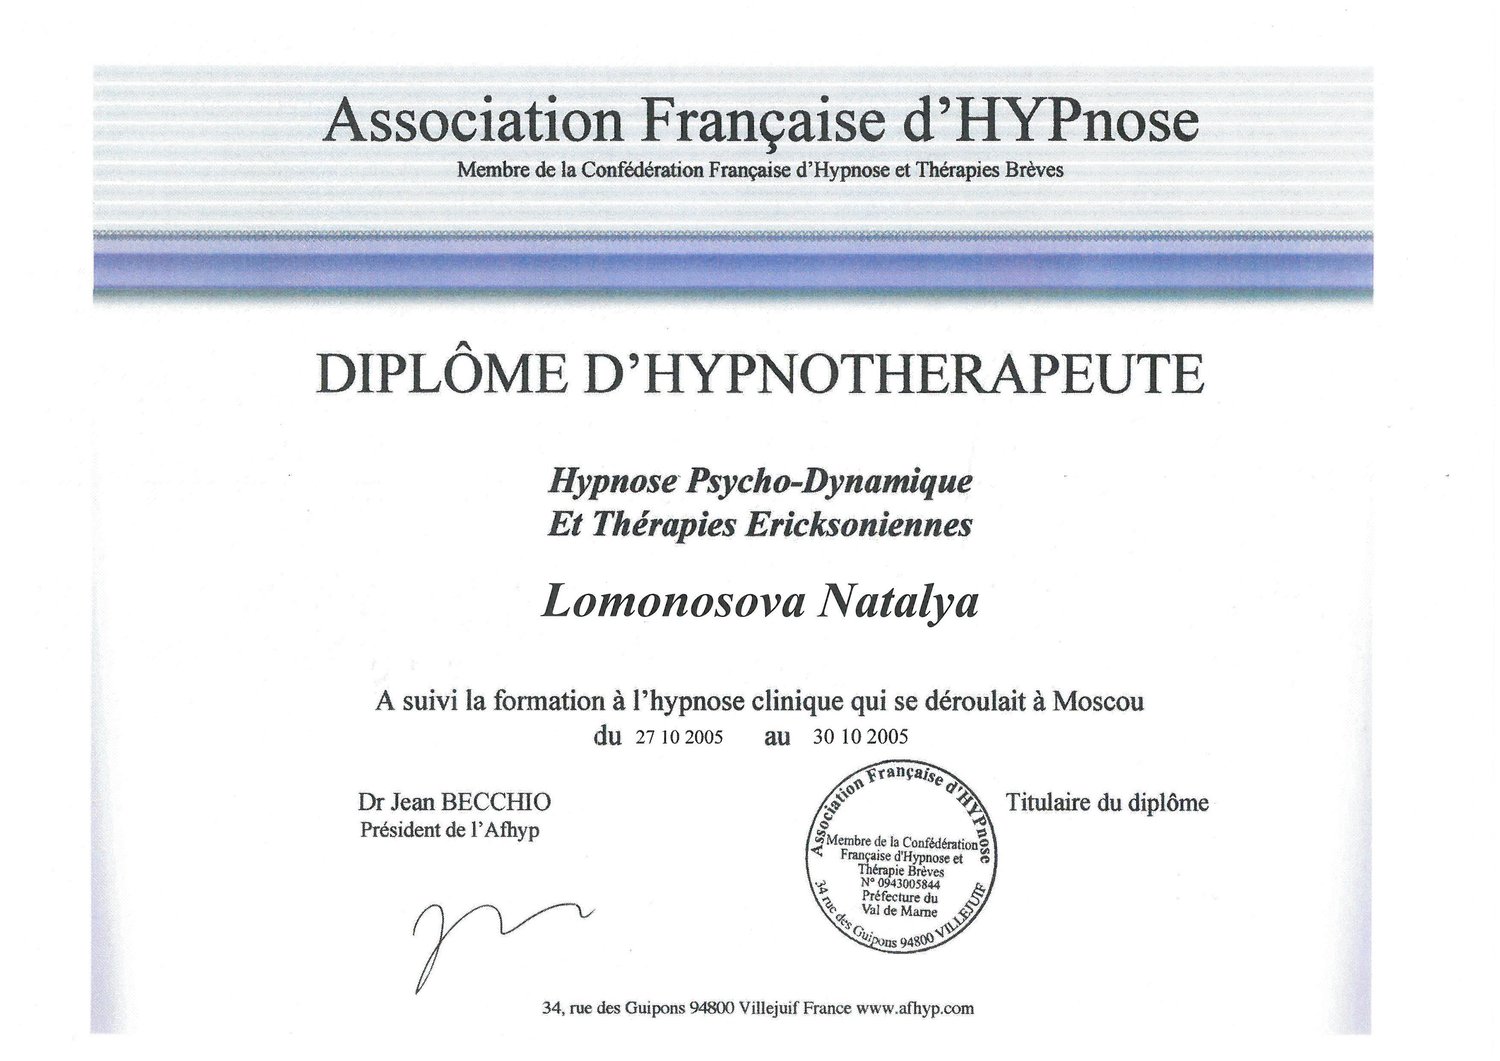 Association Française d’HYPnose
Membre de la Confédération Française d’Hypnose et Thérapies Brèves
DIPLÔME D’HYPNOTHERAPEUTE
Hypnose Psycho-Dynamique
Et Thérapies Ericksoniennes
Lomonosova Natalya
A suivi la formation à l’hypnose clinique qui se déroulait à Moscou
du 27 10 2005 au 30 10 2005
Dr Jean BECCHIO
Président de l’Afhyp
Titulaire du diplôme
Association Française d'HYPnose
Membre de la Confédération
Française d'Hypnose et
Thérapie Brèves
N° 0943005844
Préfecture du
Val de Marne
34 rue des Guipons 94800 VILLEJUIF
34, rue des Guipons 94800 Villejuif France www.afhyp.com